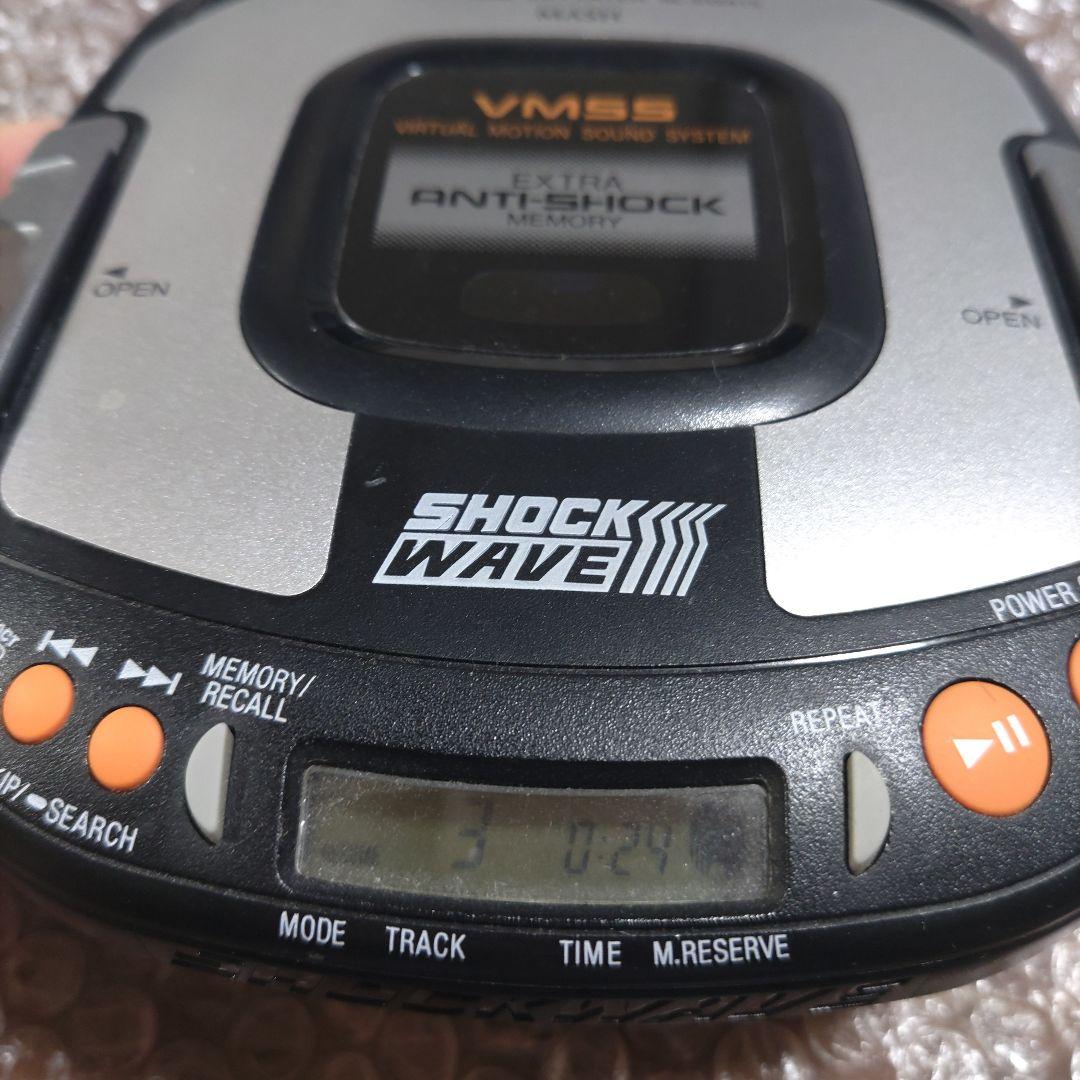 VMSS
VIRTUAL MOTION SOUND SYSTEM
EXTRA
ANTI-SHOCK
MEMORY
OPEN
OPEN
SHOCK
WAVE
POWER
MEMORY/
RECALL
REPEAT
SEARCH
3 0:24
MODE TRACK TIME M.RESERVE
SHOCKWAVE